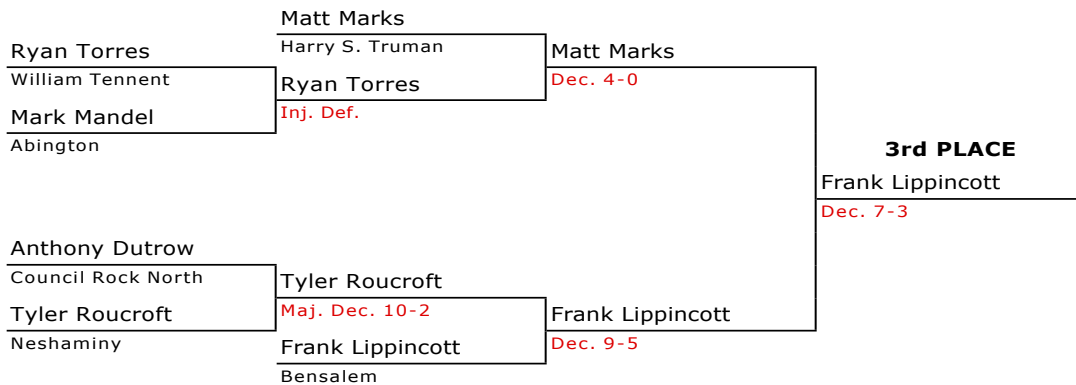 Matt Marks
Harry S. Truman
Ryan Torres
William Tennent
Matt Marks
Dec. 4-0
Ryan Torres
Inj. Def.
Mark Mandel
Abington
3rd PLACE
Frank Lippincott
Dec. 7-3
Anthony Dutrow
Council Rock North
Tyler Roucroft
Maj. Dec. 10-2
Tyler Roucroft
Neshaminy
Frank Lippincott
Dec. 9-5
Frank Lippincott
Bensalem